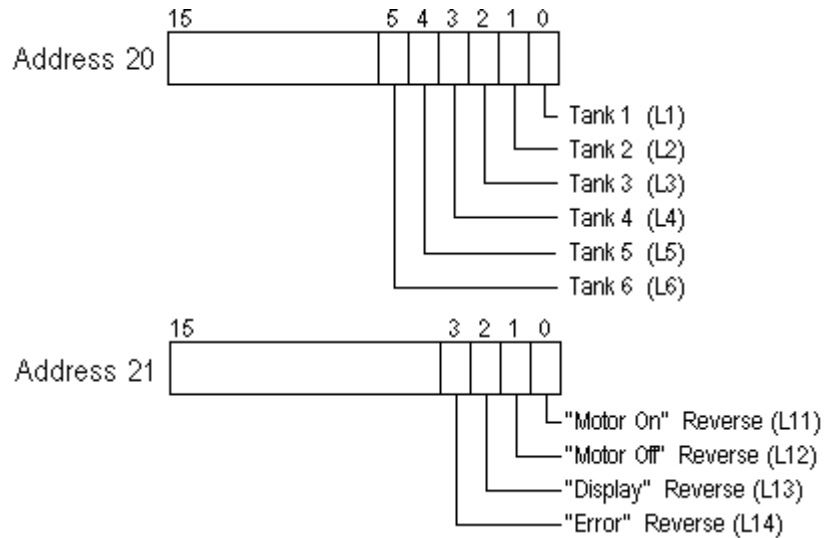 15 5 4 3 2 1 0
Address 20
Tank 1 (L1)
Tank 2 (L2)
Tank 3 (L3)
Tank 4 (L4)
Tank 5 (L5)
Tank 6 (L6)
15 3 2 1 0
Address 21
"Motor On" Reverse (L11)
"Motor Off" Reverse (L12)
"Display" Reverse (L13)
"Error" Reverse (L14)